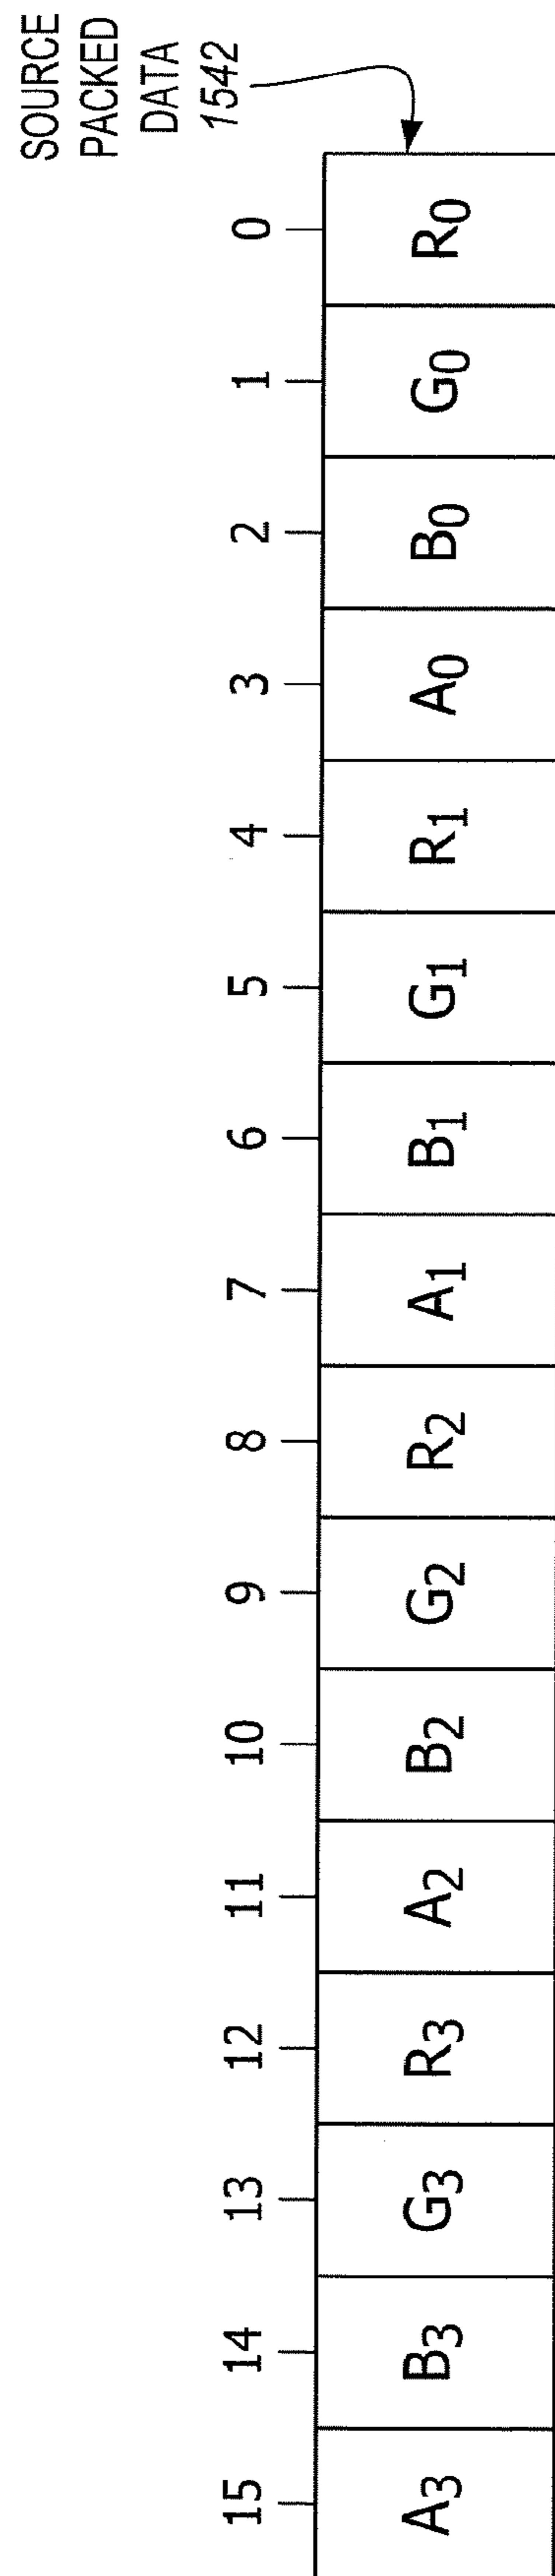 SOURCE
PACKED
DATA
1542
15 14 13 12 11 10 9 8 7 6 5 4 3 2 1 0
A₃ B₃ G₃ R₃ A₂ B₂ G₂ R₂ A₁ B₁ G₁ R₁ A₀ B₀ G₀ R₀